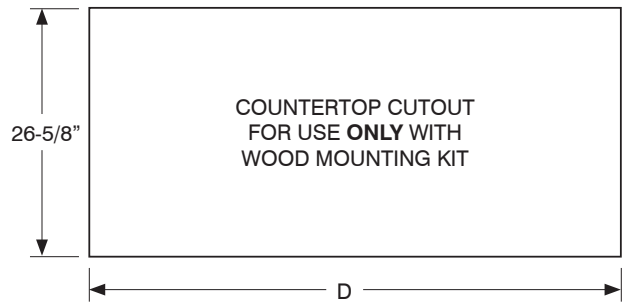 COUNTERTOP CUTOUT
FOR USE ONLY WITH
WOOD MOUNTING KIT
26-5/8”
D